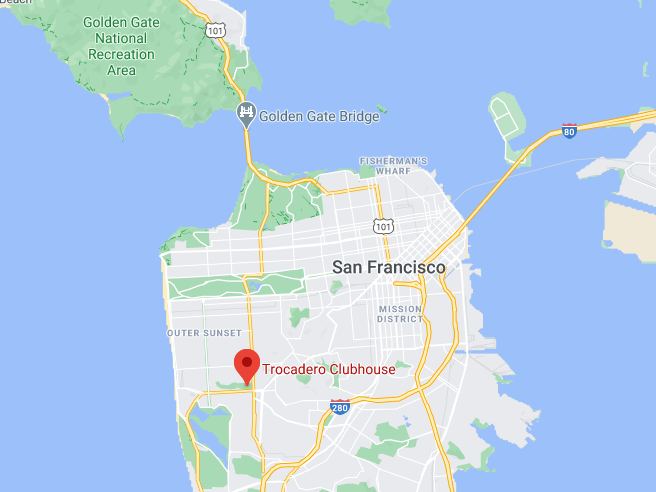 Beach
Golden Gate
National
Recreation
Area
101
Golden Gate Bridge
80
FISHERMAN'S
WHARF
101
San Francisco
MISSION
DISTRICT
OUTER SUNSET
Trocadero Clubhouse
280